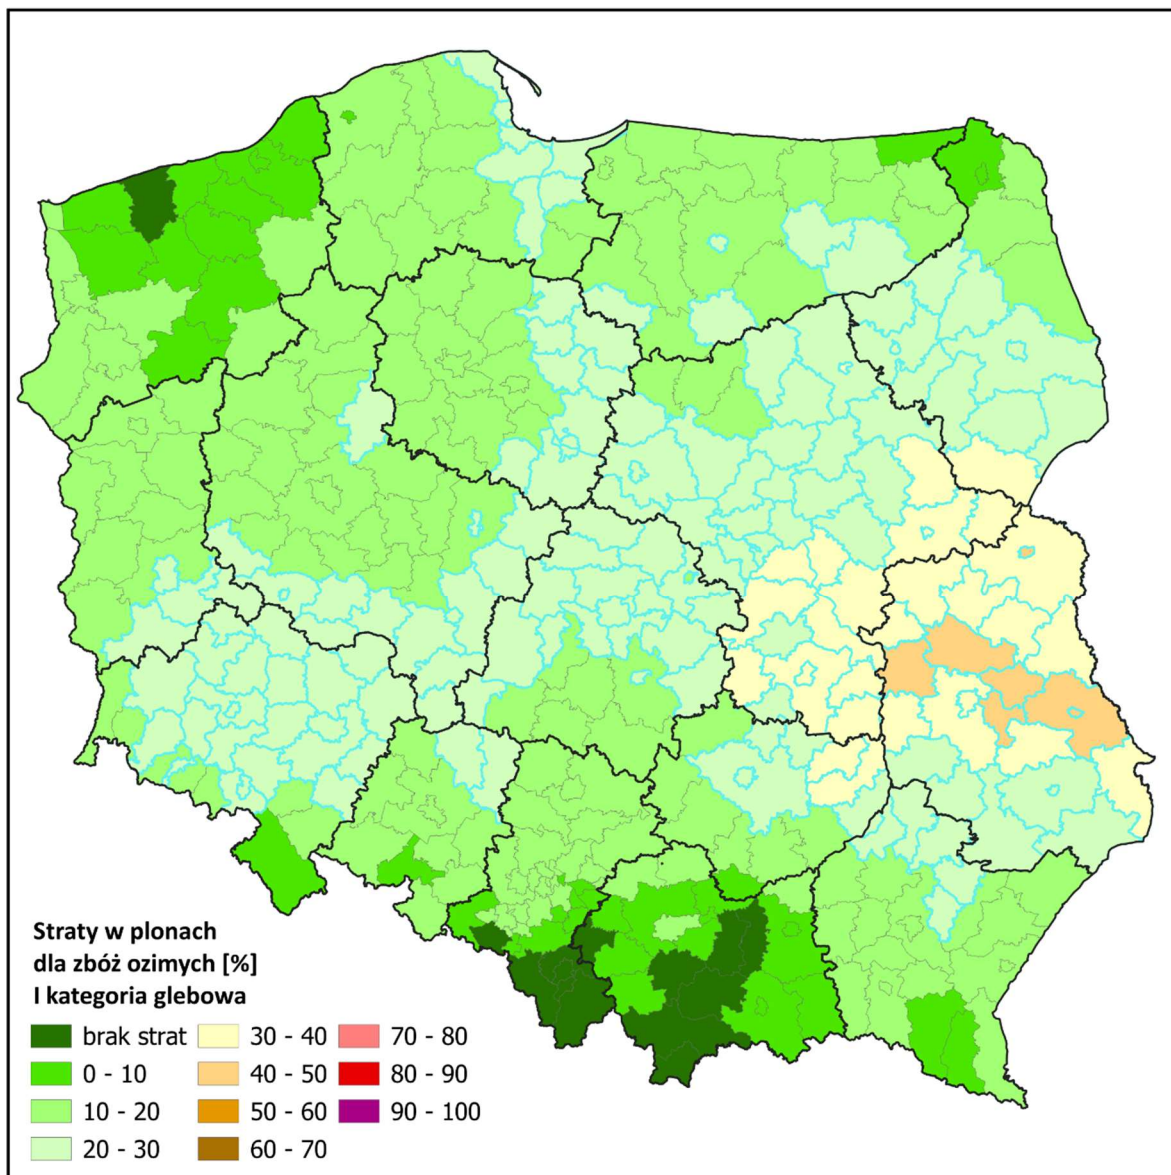 Straty w plonach
dla zbóż ozimych [%]
I kategoria glebowa
brak strat
0 - 10
10 - 20
20 - 30
30 - 40
40 - 50
50 - 60
60 - 70
70 - 80
80 - 90
90 - 100